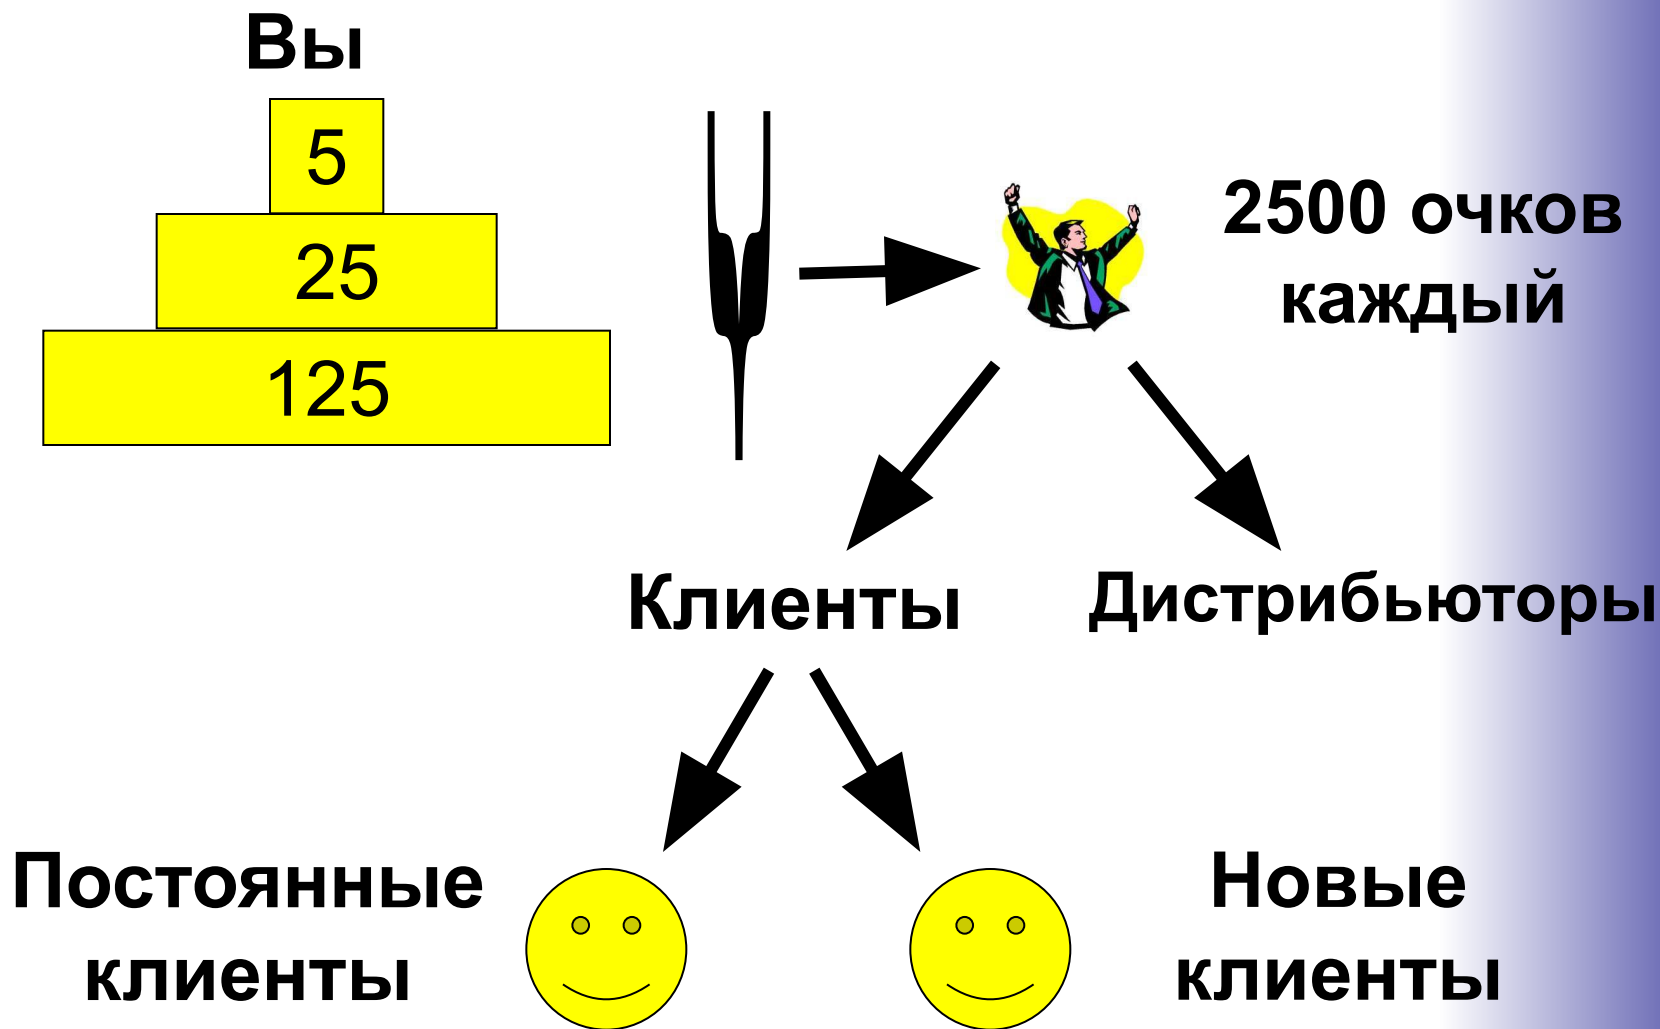 Вы
5
25
125
2500 очков
каждый
Клиенты
Дистрибьюторы
Постоянные
клиенты
Новые
клиенты